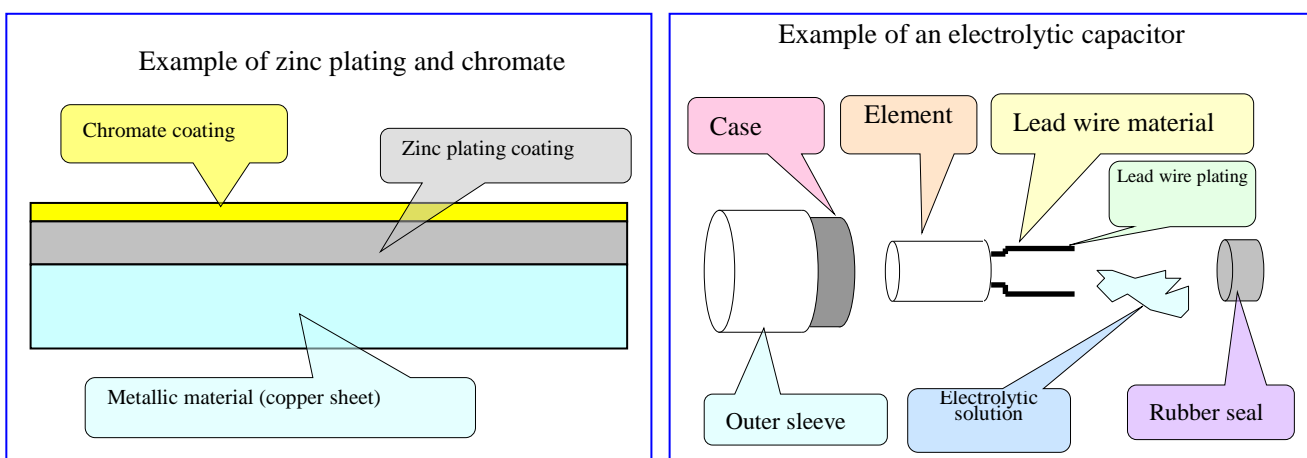 Example of zinc plating and chromate
Chromate coating
Zinc plating coating
Metallic material (copper sheet)
Example of an electrolytic capacitor
Case
Element
Lead wire material
Lead wire plating
Outer sleeve
Electrolytic
solution
Rubber seal